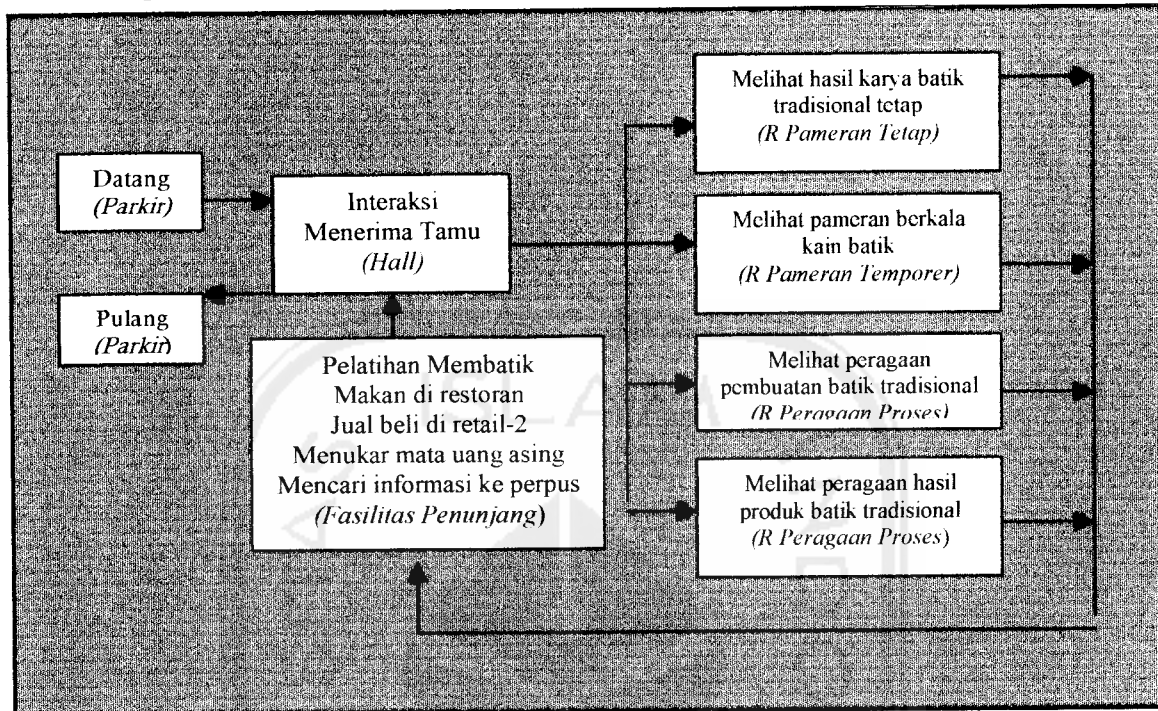 Datang
(Parkir)
Pulang
(Parkir)
Interaksi
Menerima Tamu
(Hall)
Pelatihan Membatik
Makan di restoran
Jual beli di retail-2
Menukar mata uang asing
Mencari informasi ke perpus
(Fasilitas Penunjang)
Melihat hasil karya batik
tradisional tetap
(R Pameran Tetap)
Melihat pameran berkala
kain batik
(R Pameran Temporer)
Melihat peragaan
pembuatan batik tradisional
(R Peragaan Proses)
Melihat peragaan hasil
produk batik tradisional
(R Peragaan Proses)